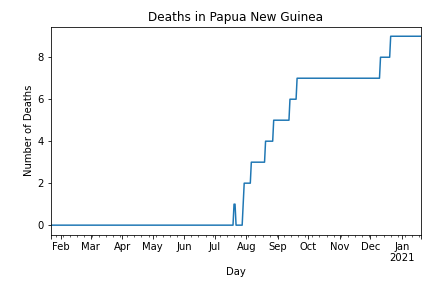 Deaths in Papua New Guinea
Number of Deaths
8
6
4
2
0
Feb Mar Apr May Jun Jul Aug Sep Oct Nov Dec Jan
2021
Day